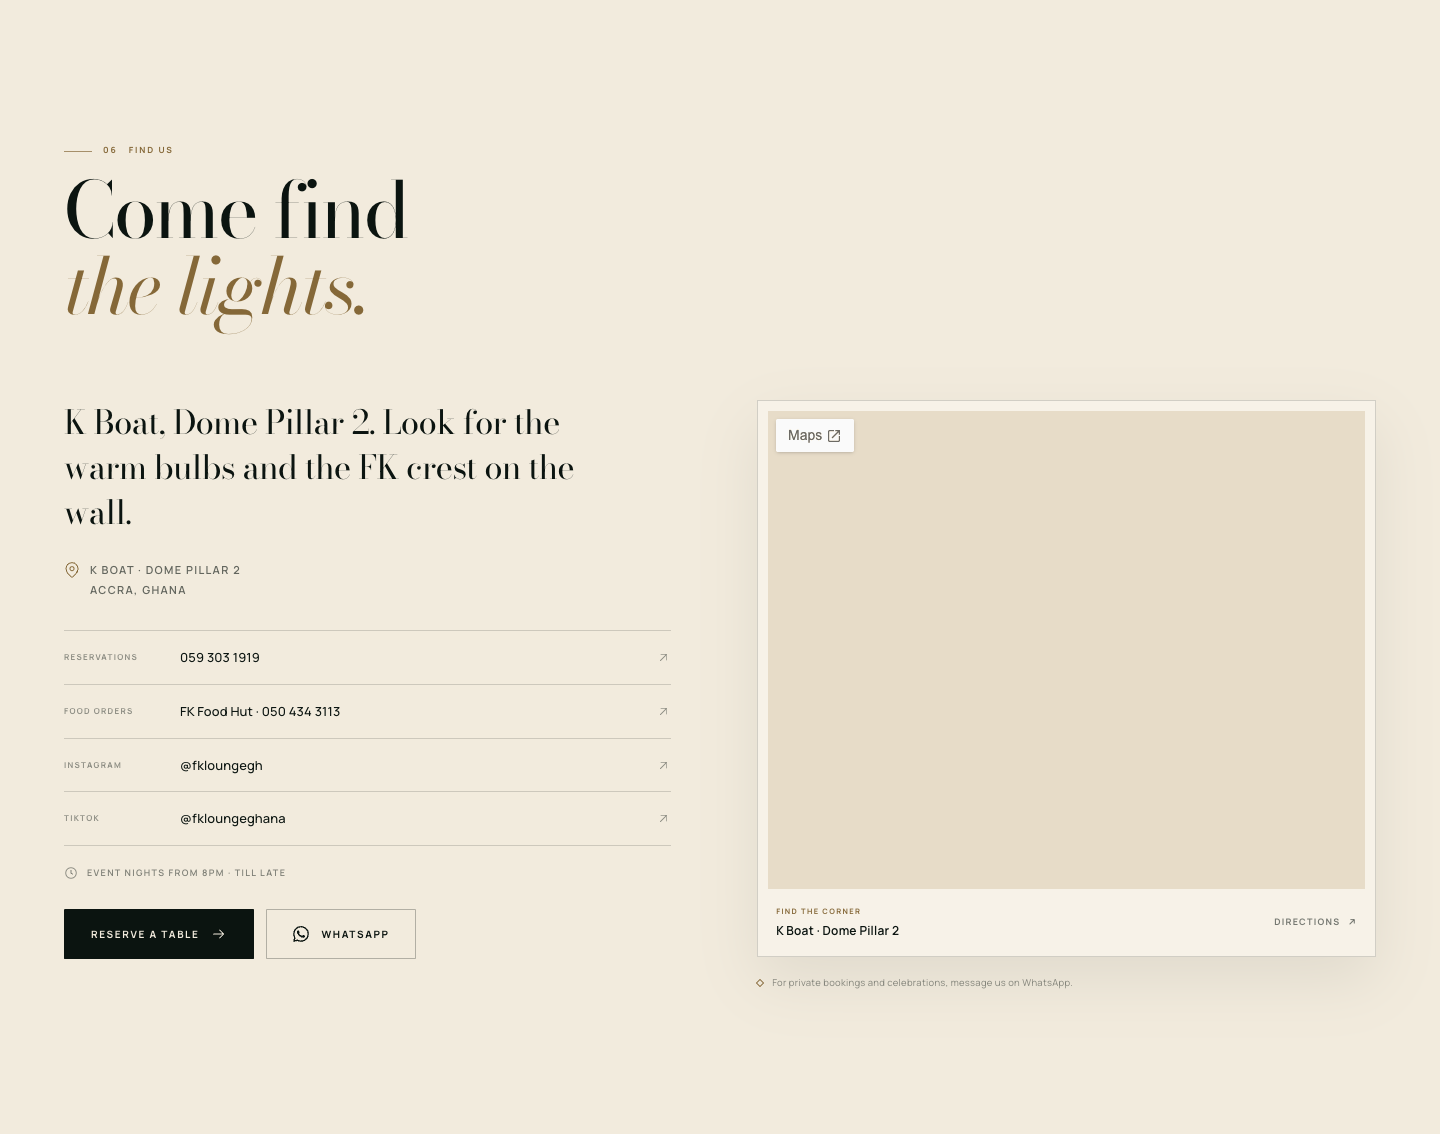 06 FIND US
Come find
the lights.
K Boat, Dome Pillar 2. Look for the
warm bulbs and the FK crest on the
wall.
K BOAT · DOME PILLAR 2
ACCRA, GHANA
RESERVATIONS 059 303 1919
FOOD ORDERS FK Food Hut · 050 434 3113
INSTAGRAM @fkloungegh
TIKTOK @fkloungeghana
EVENT NIGHTS FROM 8PM · TILL LATE
RESERVE A TABLE
WHATSAPP
Maps
FIND THE CORNER
K Boat · Dome Pillar 2
DIRECTIONS
For private bookings and celebrations, message us on WhatsApp.